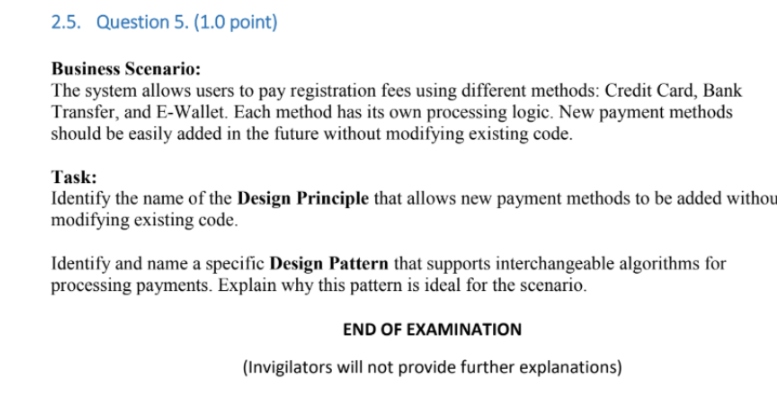 2.5. Question 5. (1.0 point)
Business Scenario:
The system allows users to pay registration fees using different methods: Credit Card, Bank
Transfer, and E-Wallet. Each method has its own processing logic. New payment methods
should be easily added in the future without modifying existing code.
Task:
Identify the name of the Design Principle that allows new payment methods to be added withou
modifying existing code.
Identify and name a specific Design Pattern that supports interchangeable algorithms for
processing payments. Explain why this pattern is ideal for the scenario.
END OF EXAMINATION
(Invigilators will not provide further explanations)